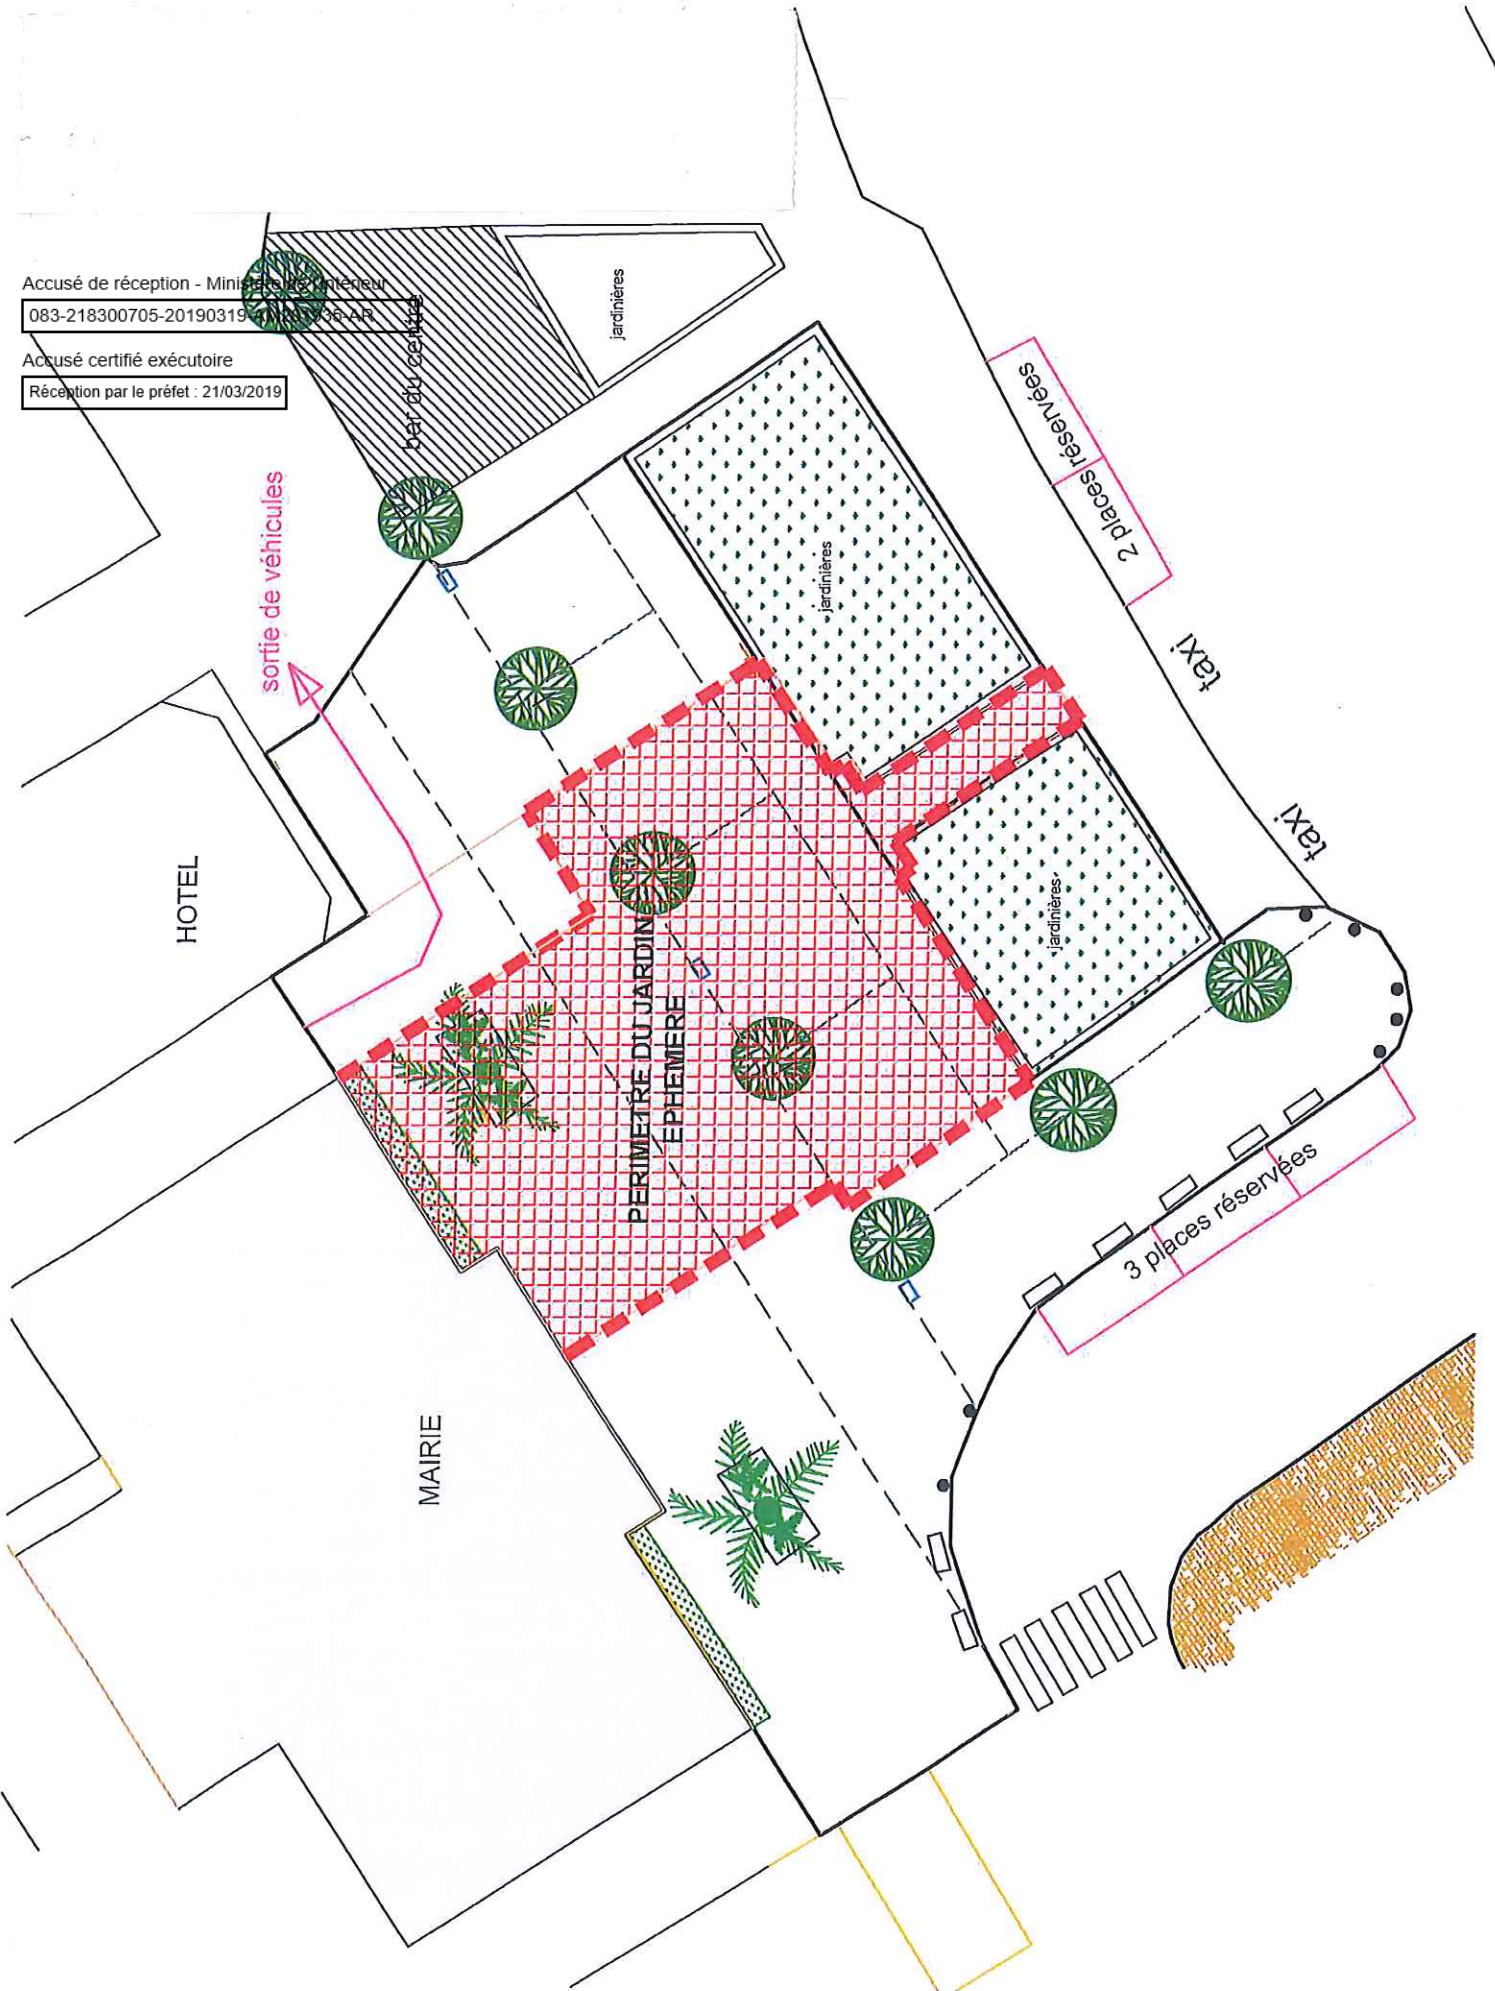 Accusé de réception - Ministère de l'intérieur
083-218300705-20190319-AM201935-AR
Accusé certifié exécutoire
Réception par le préfet : 21/03/2019
bar du centre
jardinières
sortie de véhicules
2 places réservées
jardinières
taxi
taxi
HOTEL
jardinières
PERIMETRE DU JARDIN
EPHEMERE
3 places réservées
MAIRIE